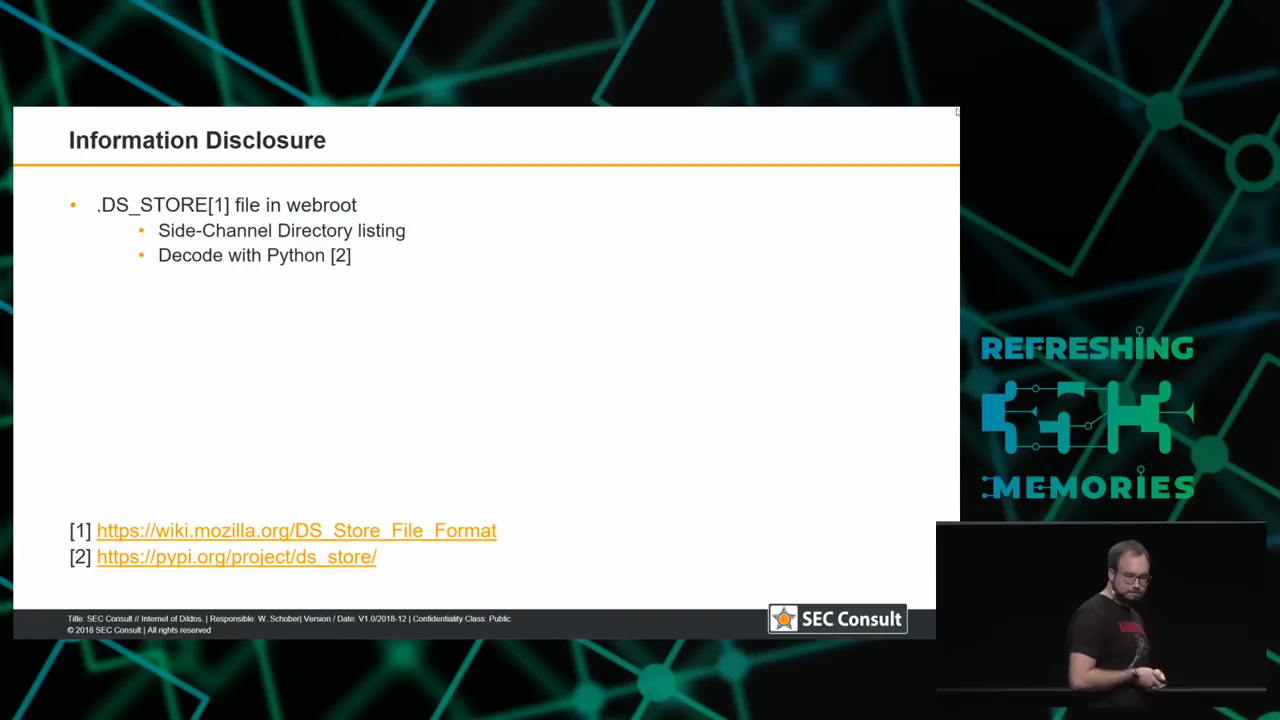 Information Disclosure
• .DS_STORE[1] file in webroot
• Side-Channel Directory listing
• Decode with Python [2]
[1] https://wiki.mozilla.org/DS_Store_File_Format
[2] https://pypi.org/project/ds_store/
Title: SEC Consult // Internet of Dildos. | Responsible: W. Schober| Version / Date: V1.0/2018-12 | Confidentiality Class: Public
© 2018 SEC Consult | All rights reserved
SEC Consult
REFRESHING
MEMORIES